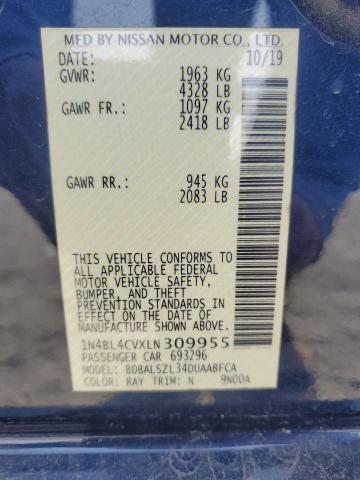 MFD BY NISSAN MOTOR CO., LTD.
DATE: 10/19
GVWR: 1963 KG
4328 LB
GAWR FR.: 1097 KG
2418 LB
GAWR RR.: 945 KG
2083 LB
THIS VEHICLE CONFORMS TO
ALL APPLICABLE FEDERAL
MOTOR VEHICLE SAFETY,
BUMPER, AND THEFT
PREVENTION STANDARDS IN
EFFECT ON THE DATE OF
MANUFACTURE SHOWN ABOVE.
1N4BL4CVXLN309955
PASSENGER CAR 693296
MODEL: BDBALSZL34DUAABFCA
COLOR: RAY TRIM: N 9N00A